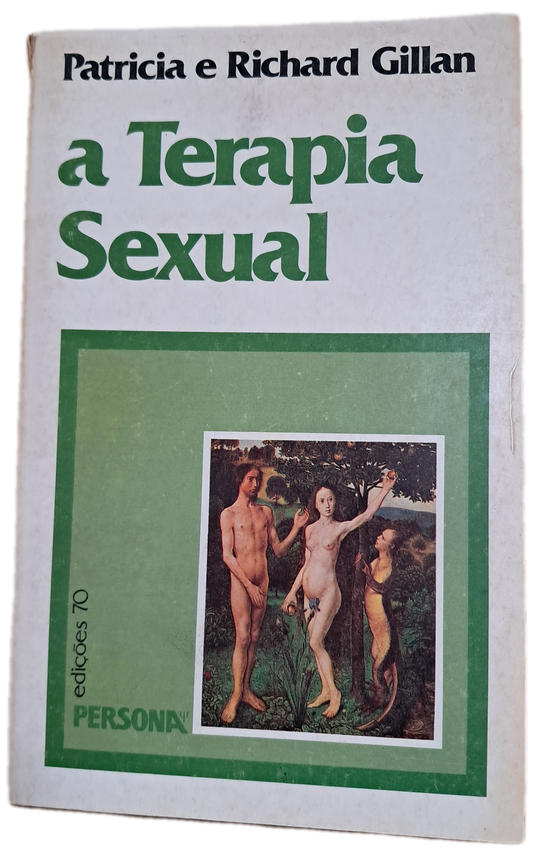 Patricia e Richard Gillan
a Terapia
Sexual
edições 70
PERSONA